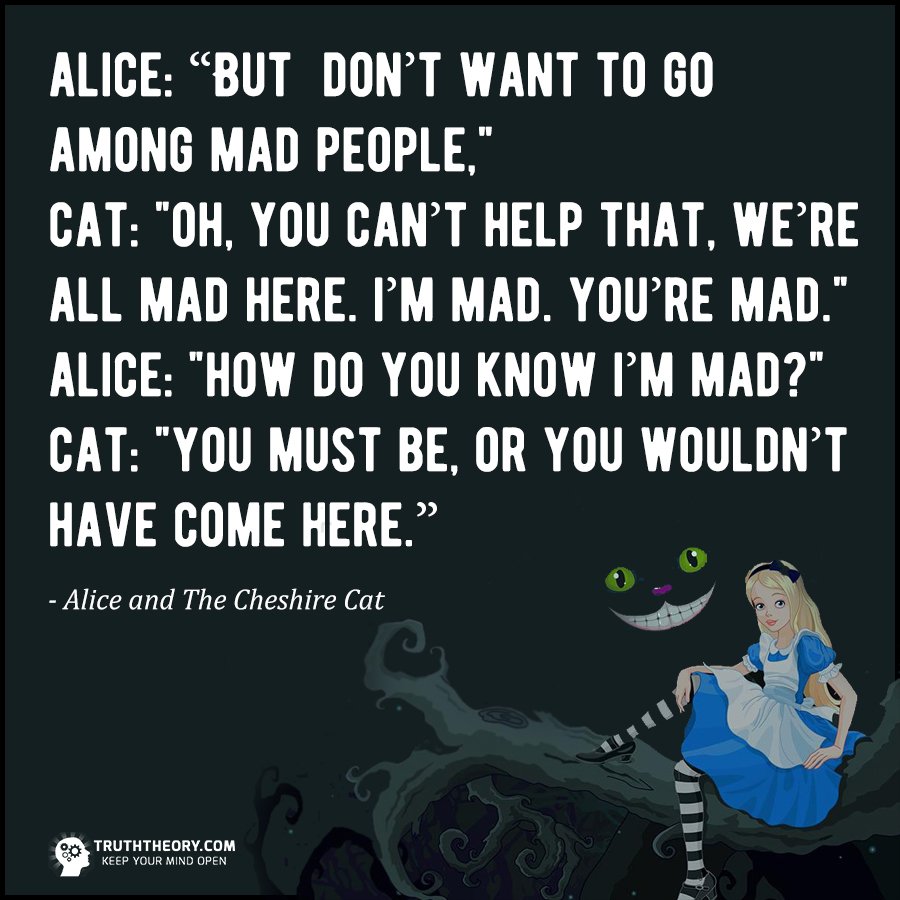 ALICE: “BUT  DON’T WANT TO GO
AMONG MAD PEOPLE,"
CAT: "OH, YOU CAN’T HELP THAT, WE’RE
ALL MAD HERE. I’M MAD. YOU’RE MAD."
ALICE: "HOW DO YOU KNOW I’M MAD?"
CAT: "YOU MUST BE, OR YOU WOULDN’T
HAVE COME HERE.”
- Alice and The Cheshire Cat
TRUTHTHEORY.COM
KEEP YOUR MIND OPEN